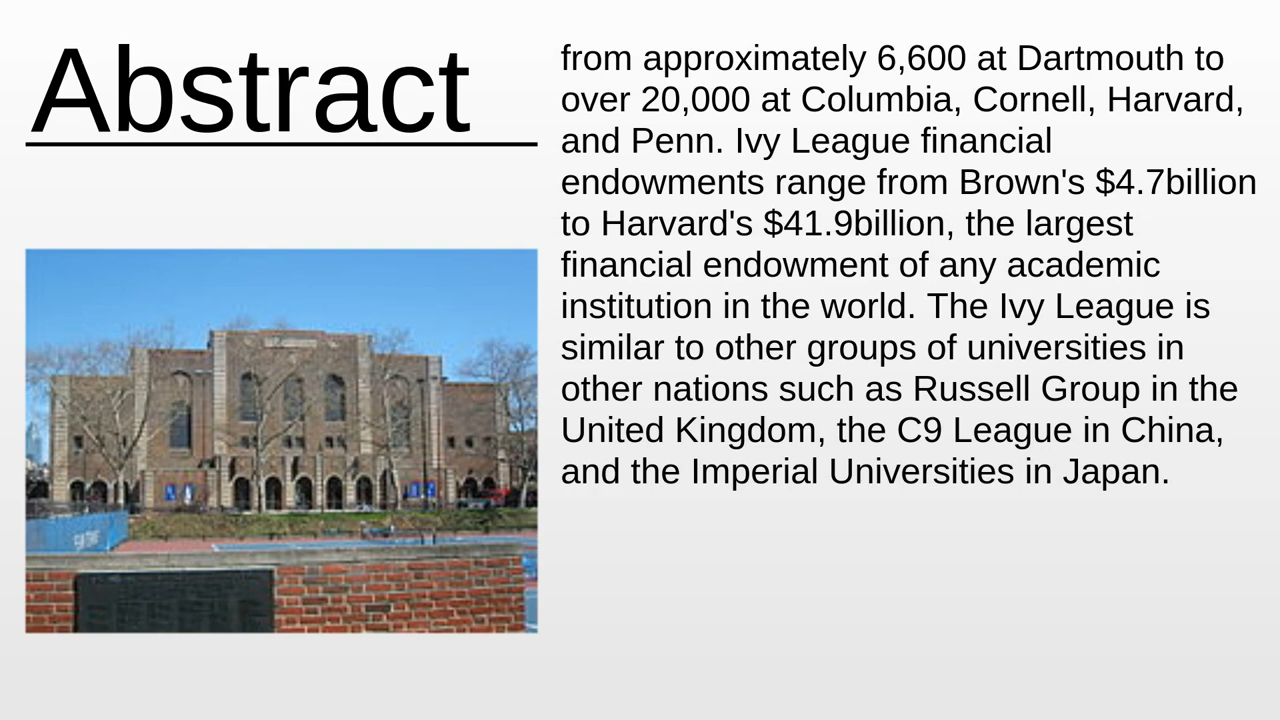 Abstract
from approximately 6,600 at Dartmouth to
over 20,000 at Columbia, Cornell, Harvard,
and Penn. Ivy League financial
endowments range from Brown's $4.7billion
to Harvard's $41.9billion, the largest
financial endowment of any academic
institution in the world. The Ivy League is
similar to other groups of universities in
other nations such as Russell Group in the
United Kingdom, the C9 League in China,
and the Imperial Universities in Japan.